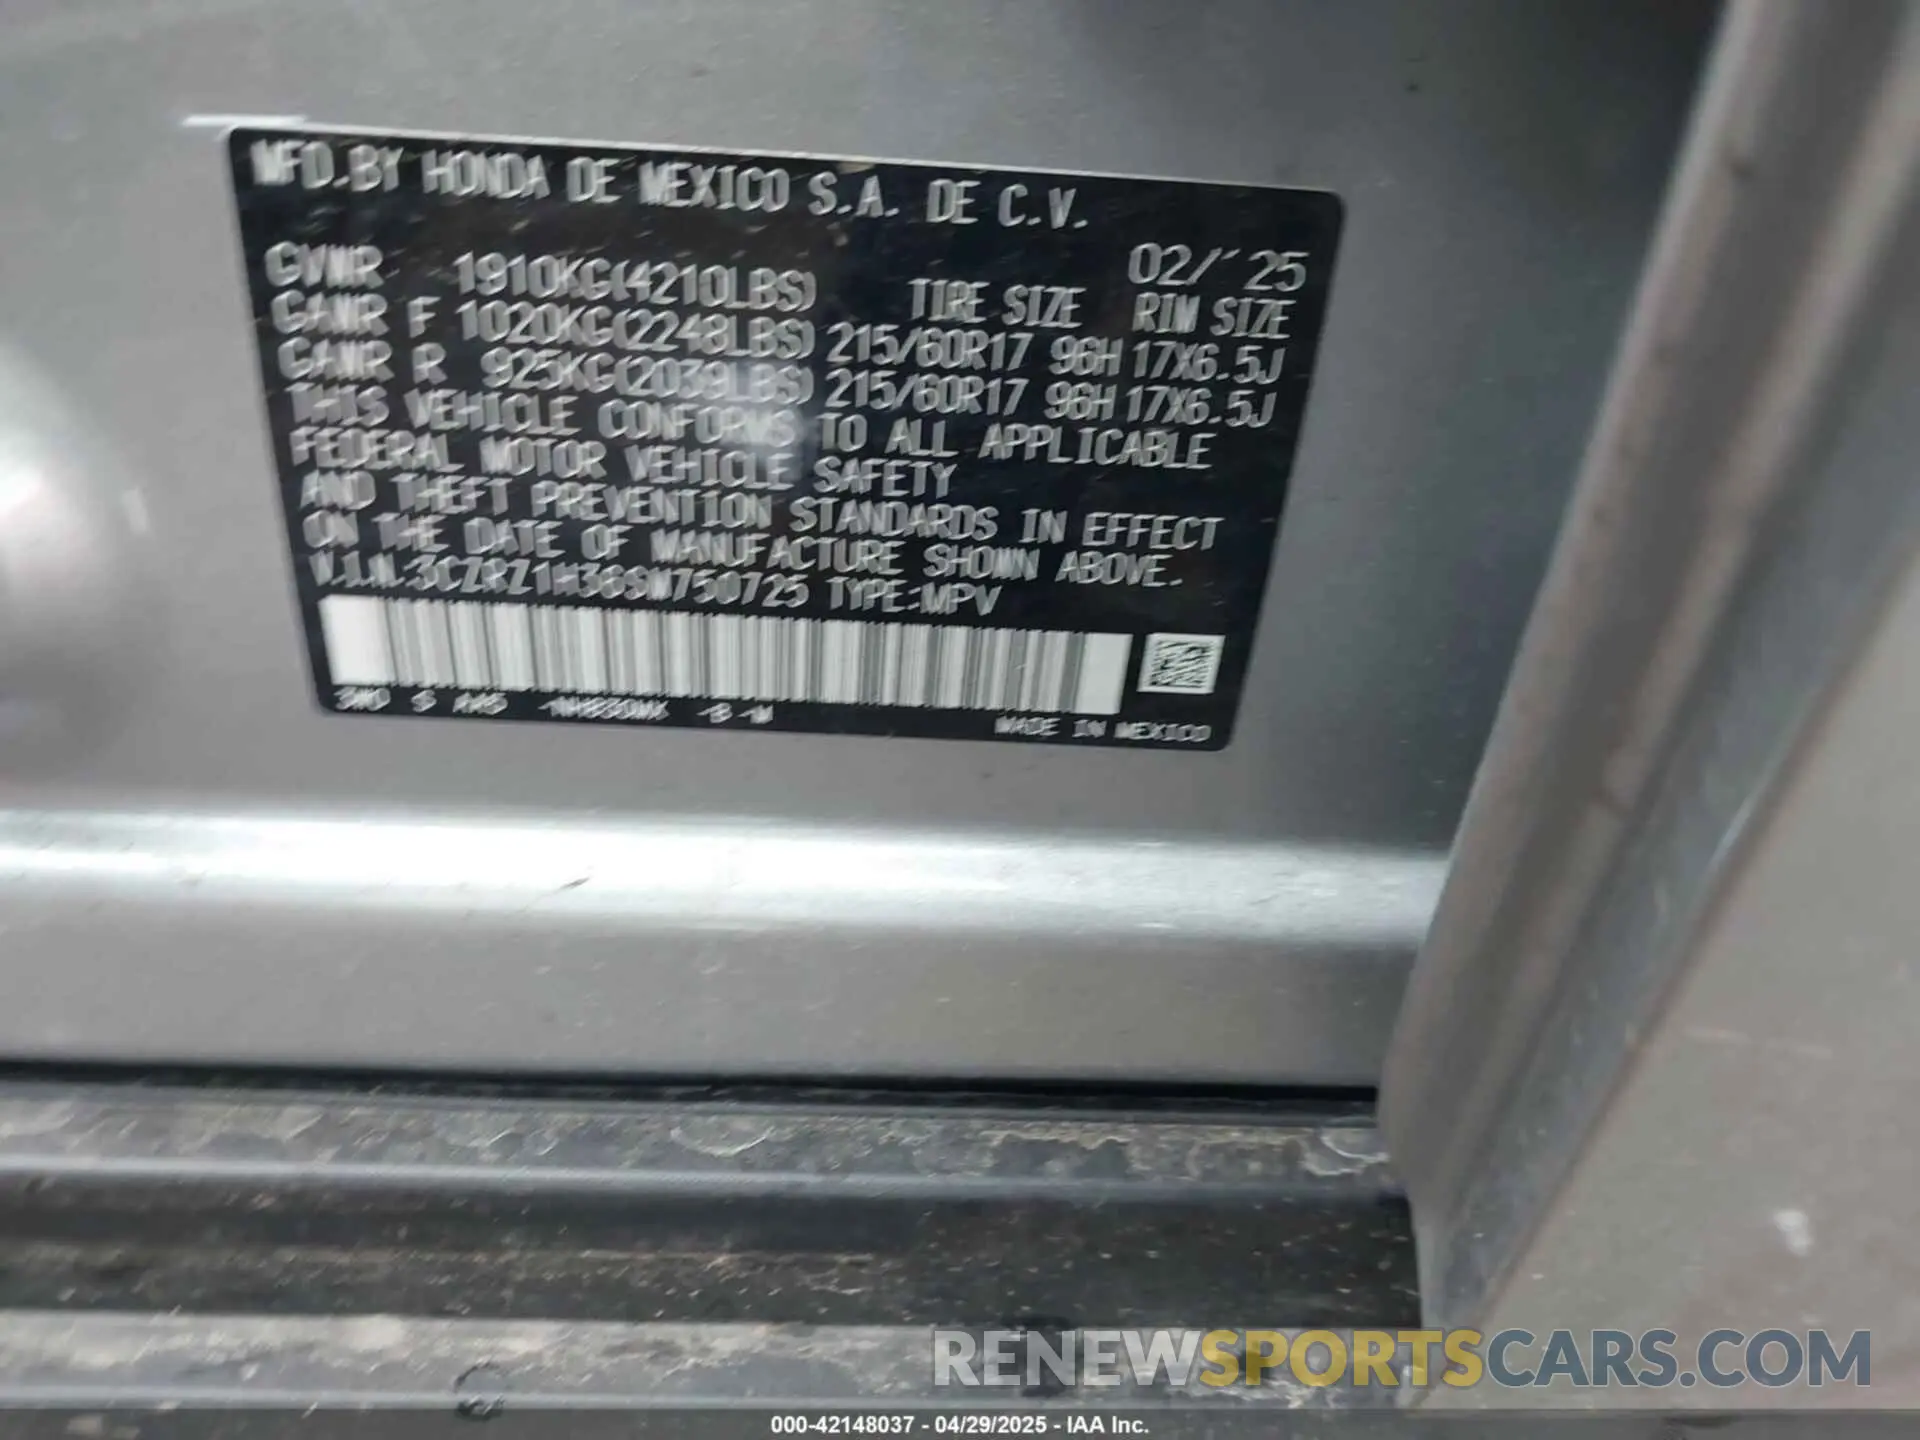 MFD.BY HONDA DE MEXICO S.A. DE C.V.
02/'25
GVWR 1910KG(4210LBS) TIRE SIZE RIM SIZE
GAWR F 1020KG(2248LBS) 215/60R17 96H 17X6.5J
GAWR R 925KG(2039LBS) 215/60R17 96H 17X6.5J
THIS VEHICLE CONFORMS TO ALL APPLICABLE
FEDERAL MOTOR VEHICLE SAFETY
AND THEFT PREVENTION STANDARDS IN EFFECT
ON THE DATE OF MANUFACTURE SHOWN ABOVE.
V.I.N.:3CZRZ1H36SM750725 TYPE:MPV
-B -M
MADE IN MEXICO
RENEWSPORTSCARS.COM
000-42148037 - 04/29/2025 - IAA Inc.